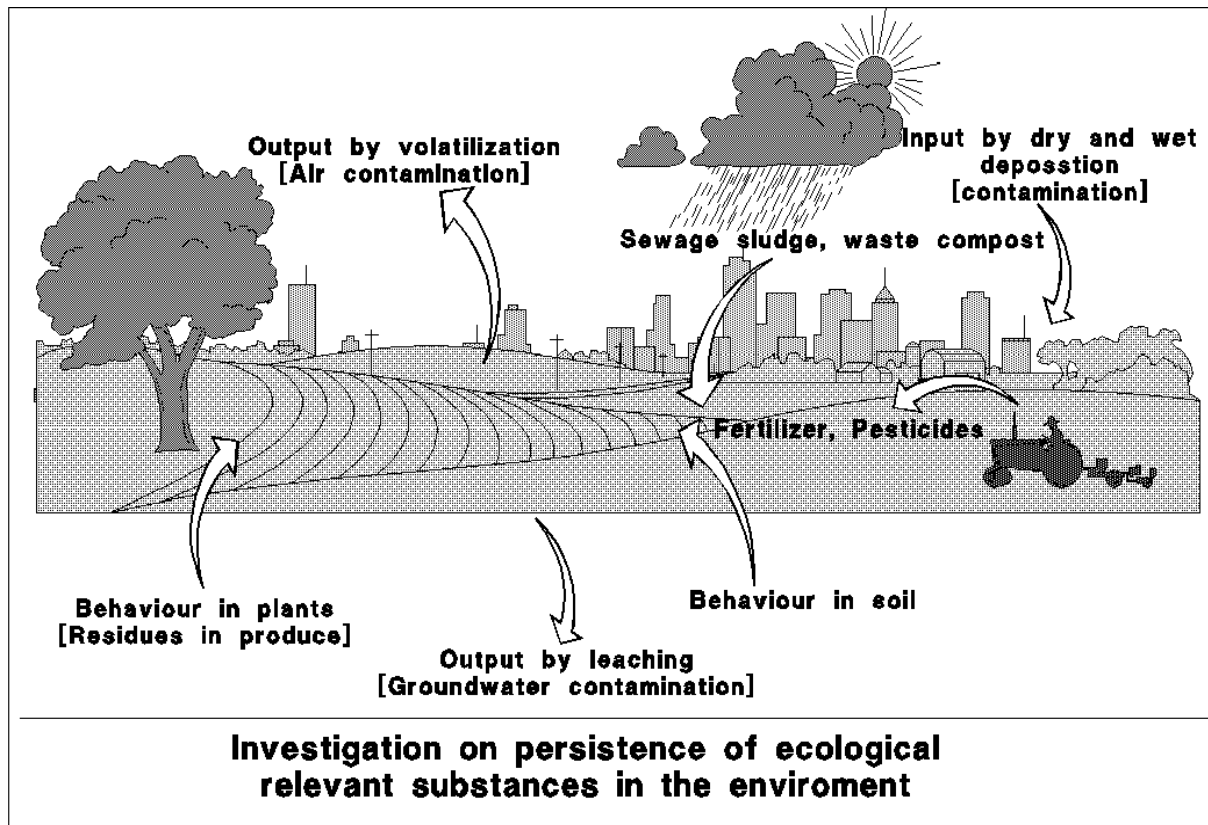 Output by volatilization
[Air contamination]
Input by dry and wet
deposstion
[contamination]
Sewage sludge, waste compost
Fertilizer, Pesticides
Behaviour in plants
[Residues in produce]
Behaviour in soil
Output by leaching
[Groundwater contamination]
Investigation on persistence of ecological
relevant substances in the enviroment